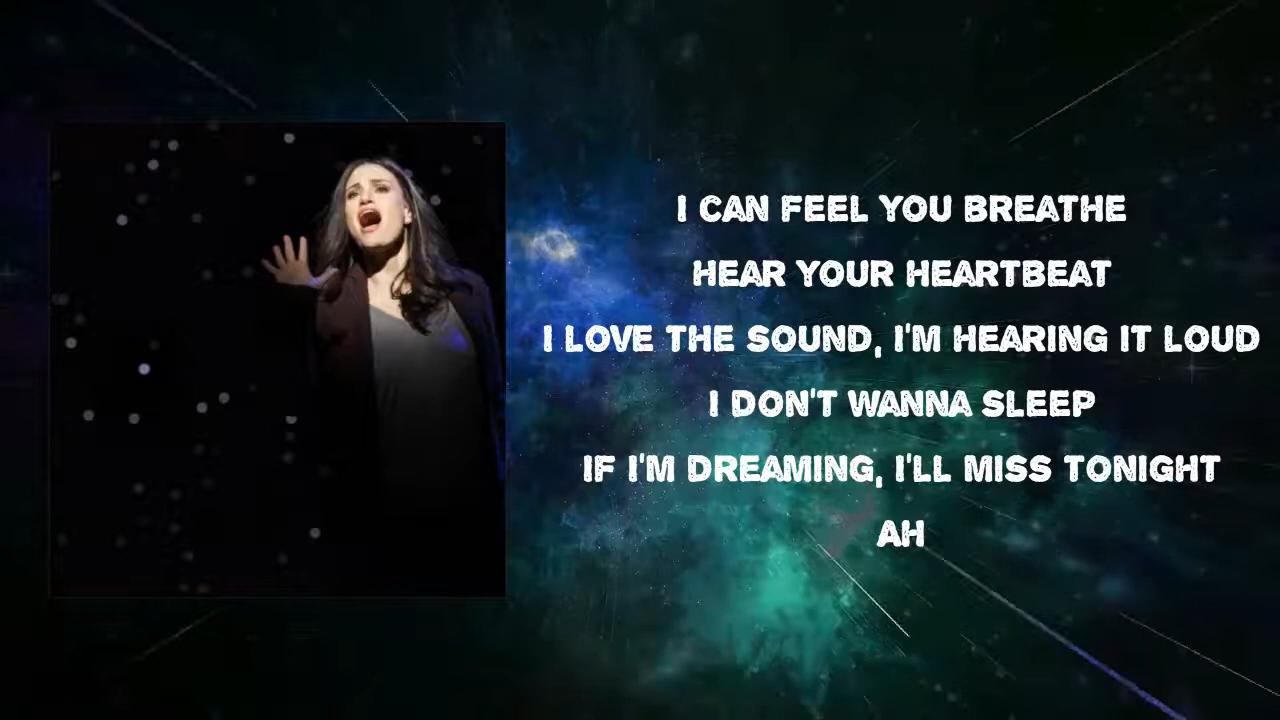 I CAN FEEL YOU BREATHE
HEAR YOUR HEARTBEAT
I LOVE THE SOUND, I'M HEARING IT LOUD
I DON'T WANNA SLEEP
IF I'M DREAMING, I'LL MISS TONIGHT
AH